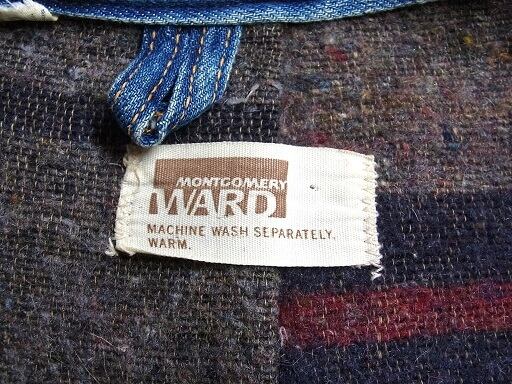 MONTGOMERY
WARD
MACHINE WASH SEPARATELY.
WARM.